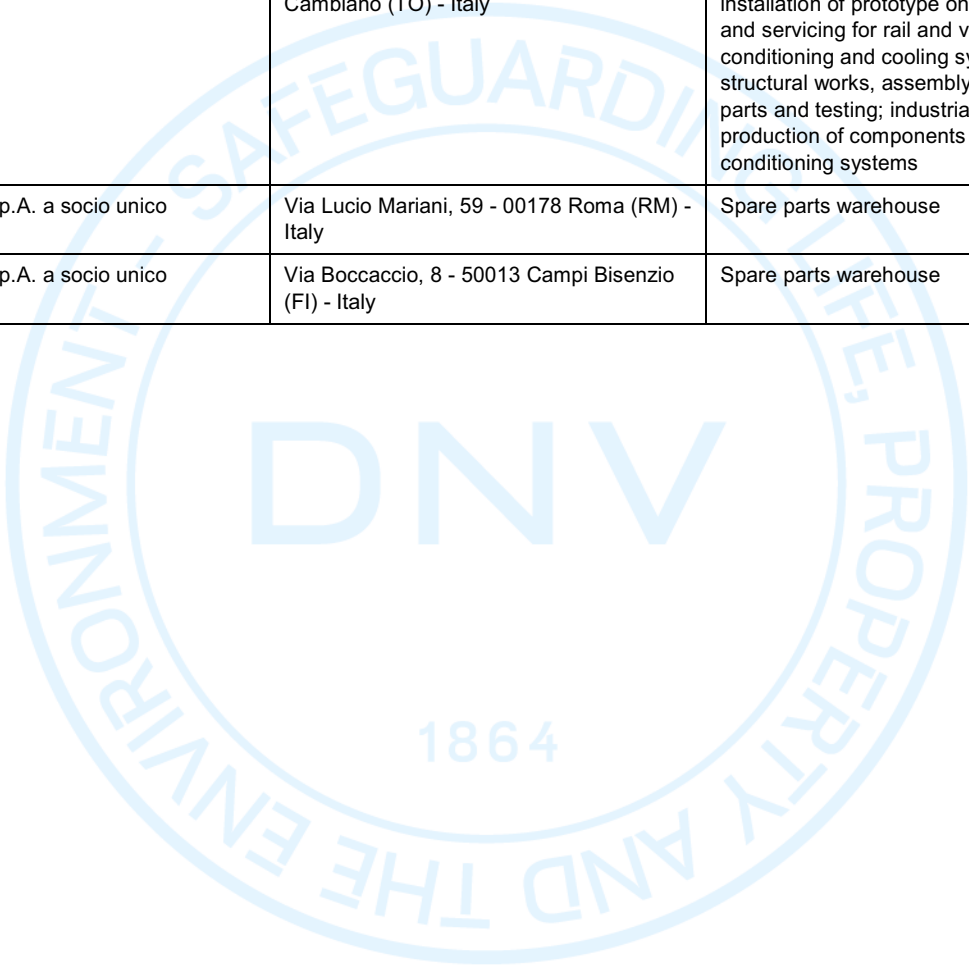 Cambiano (TO) - Italy
installation of prototype on
and servicing for rail and v
conditioning and cooling sy
structural works, assembly
parts and testing; industria
production of components
conditioning systems
p.A. a socio unico
Via Lucio Mariani, 59 - 00178 Roma (RM) -
Italy
Spare parts warehouse
p.A. a socio unico
Via Boccaccio, 8 - 50013 Campi Bisenzio
(FI) - Italy
Spare parts warehouse
SAFEGUARDING LIFE, PROPERTY AND THE ENVIRONMENT –
DNV
1864